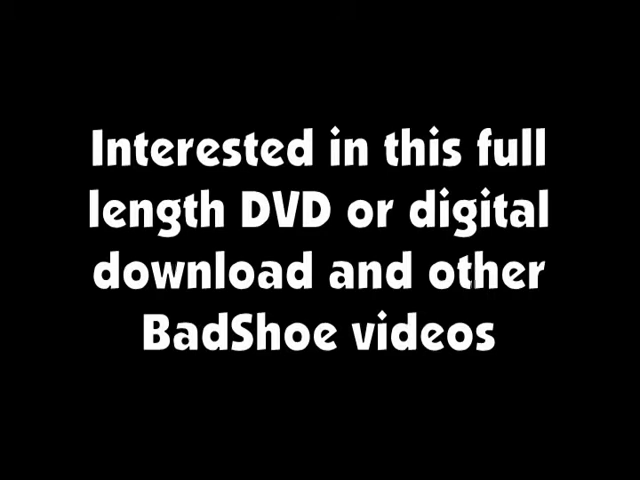 Interested in this full
length DVD or digital
download and other
BadShoe videos